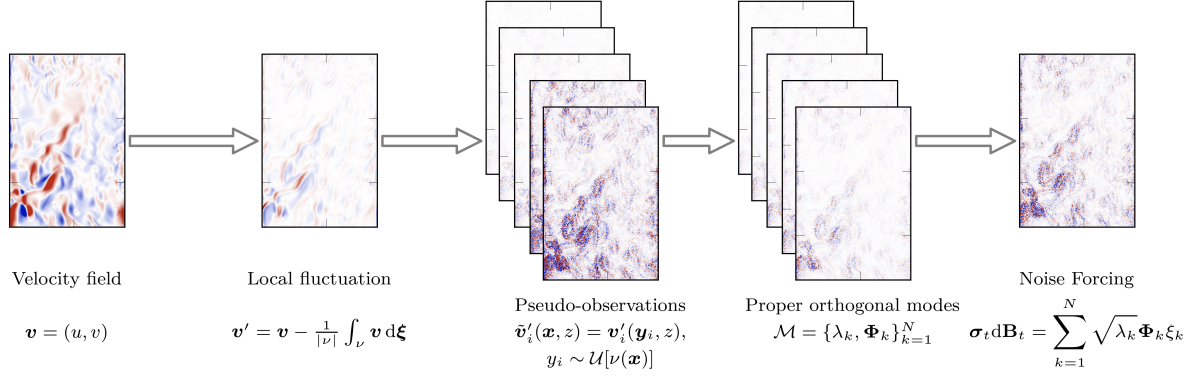 Velocity field
v = (u, v)
Local fluctuation
v′ = v − 1/|ν| ∫_ν v dξ
Pseudo-observations
ṽ′_i(x, z) = v′_i(y_i, z),
y_i ∼ 𝒰[ν(x)]
Proper orthogonal modes
ℳ = {λ_k, Φ_k}_{k=1}^N
Noise Forcing
σ_t dB_t = ∑_{k=1}^N √λ_k Φ_k ξ_k